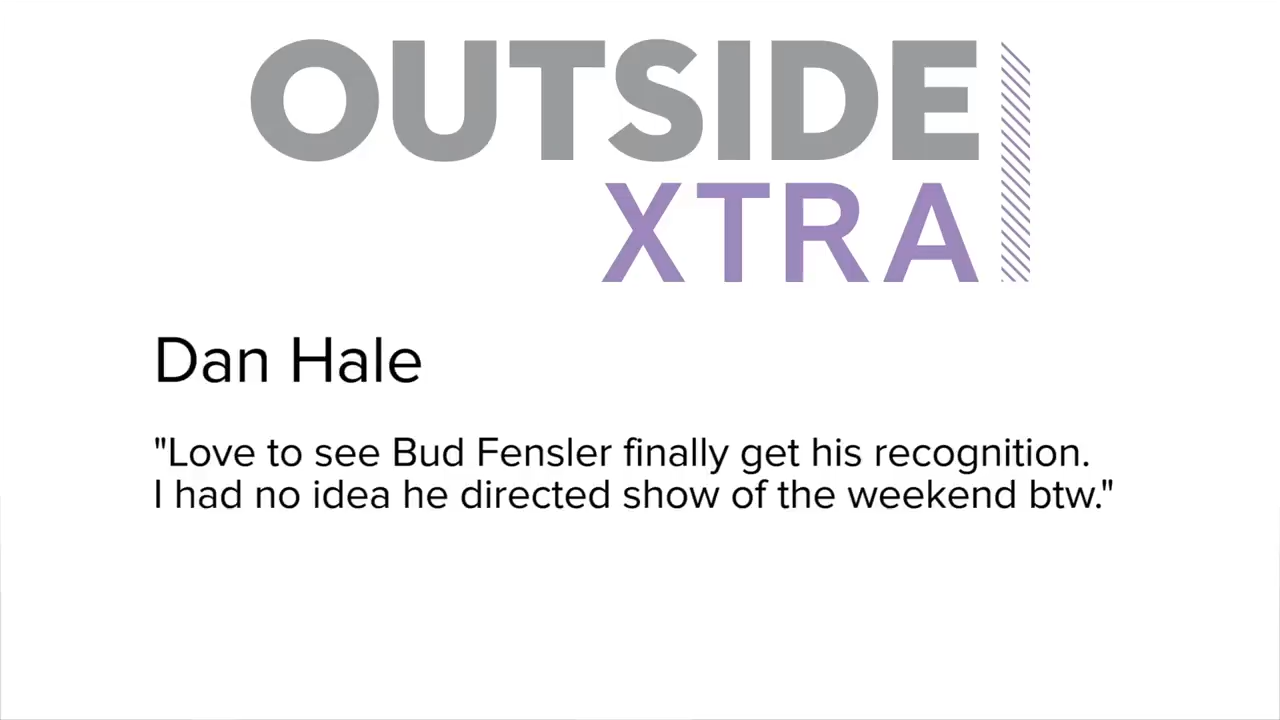 OUTSIDE
XTRA
Dan Hale
"Love to see Bud Fensler finally get his recognition.
I had no idea he directed show of the weekend btw."